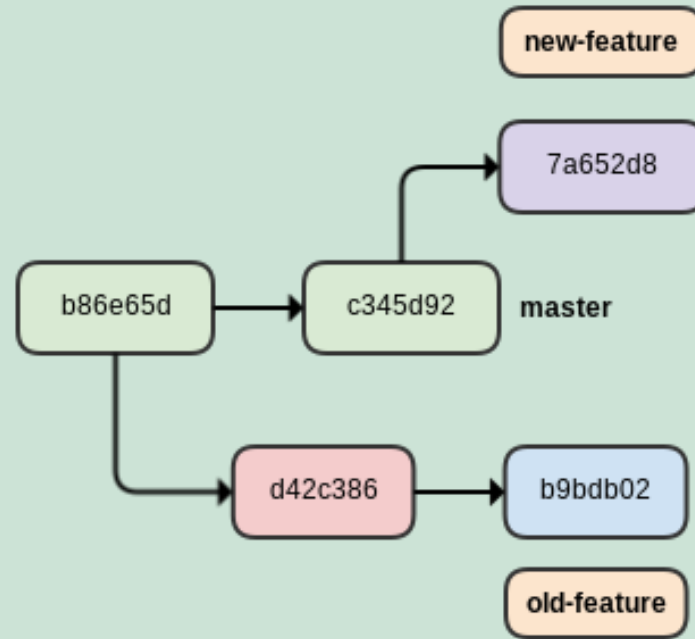 new-feature
7a652d8
b86e65d
c345d92
master
d42c386
b9bdb02
old-feature